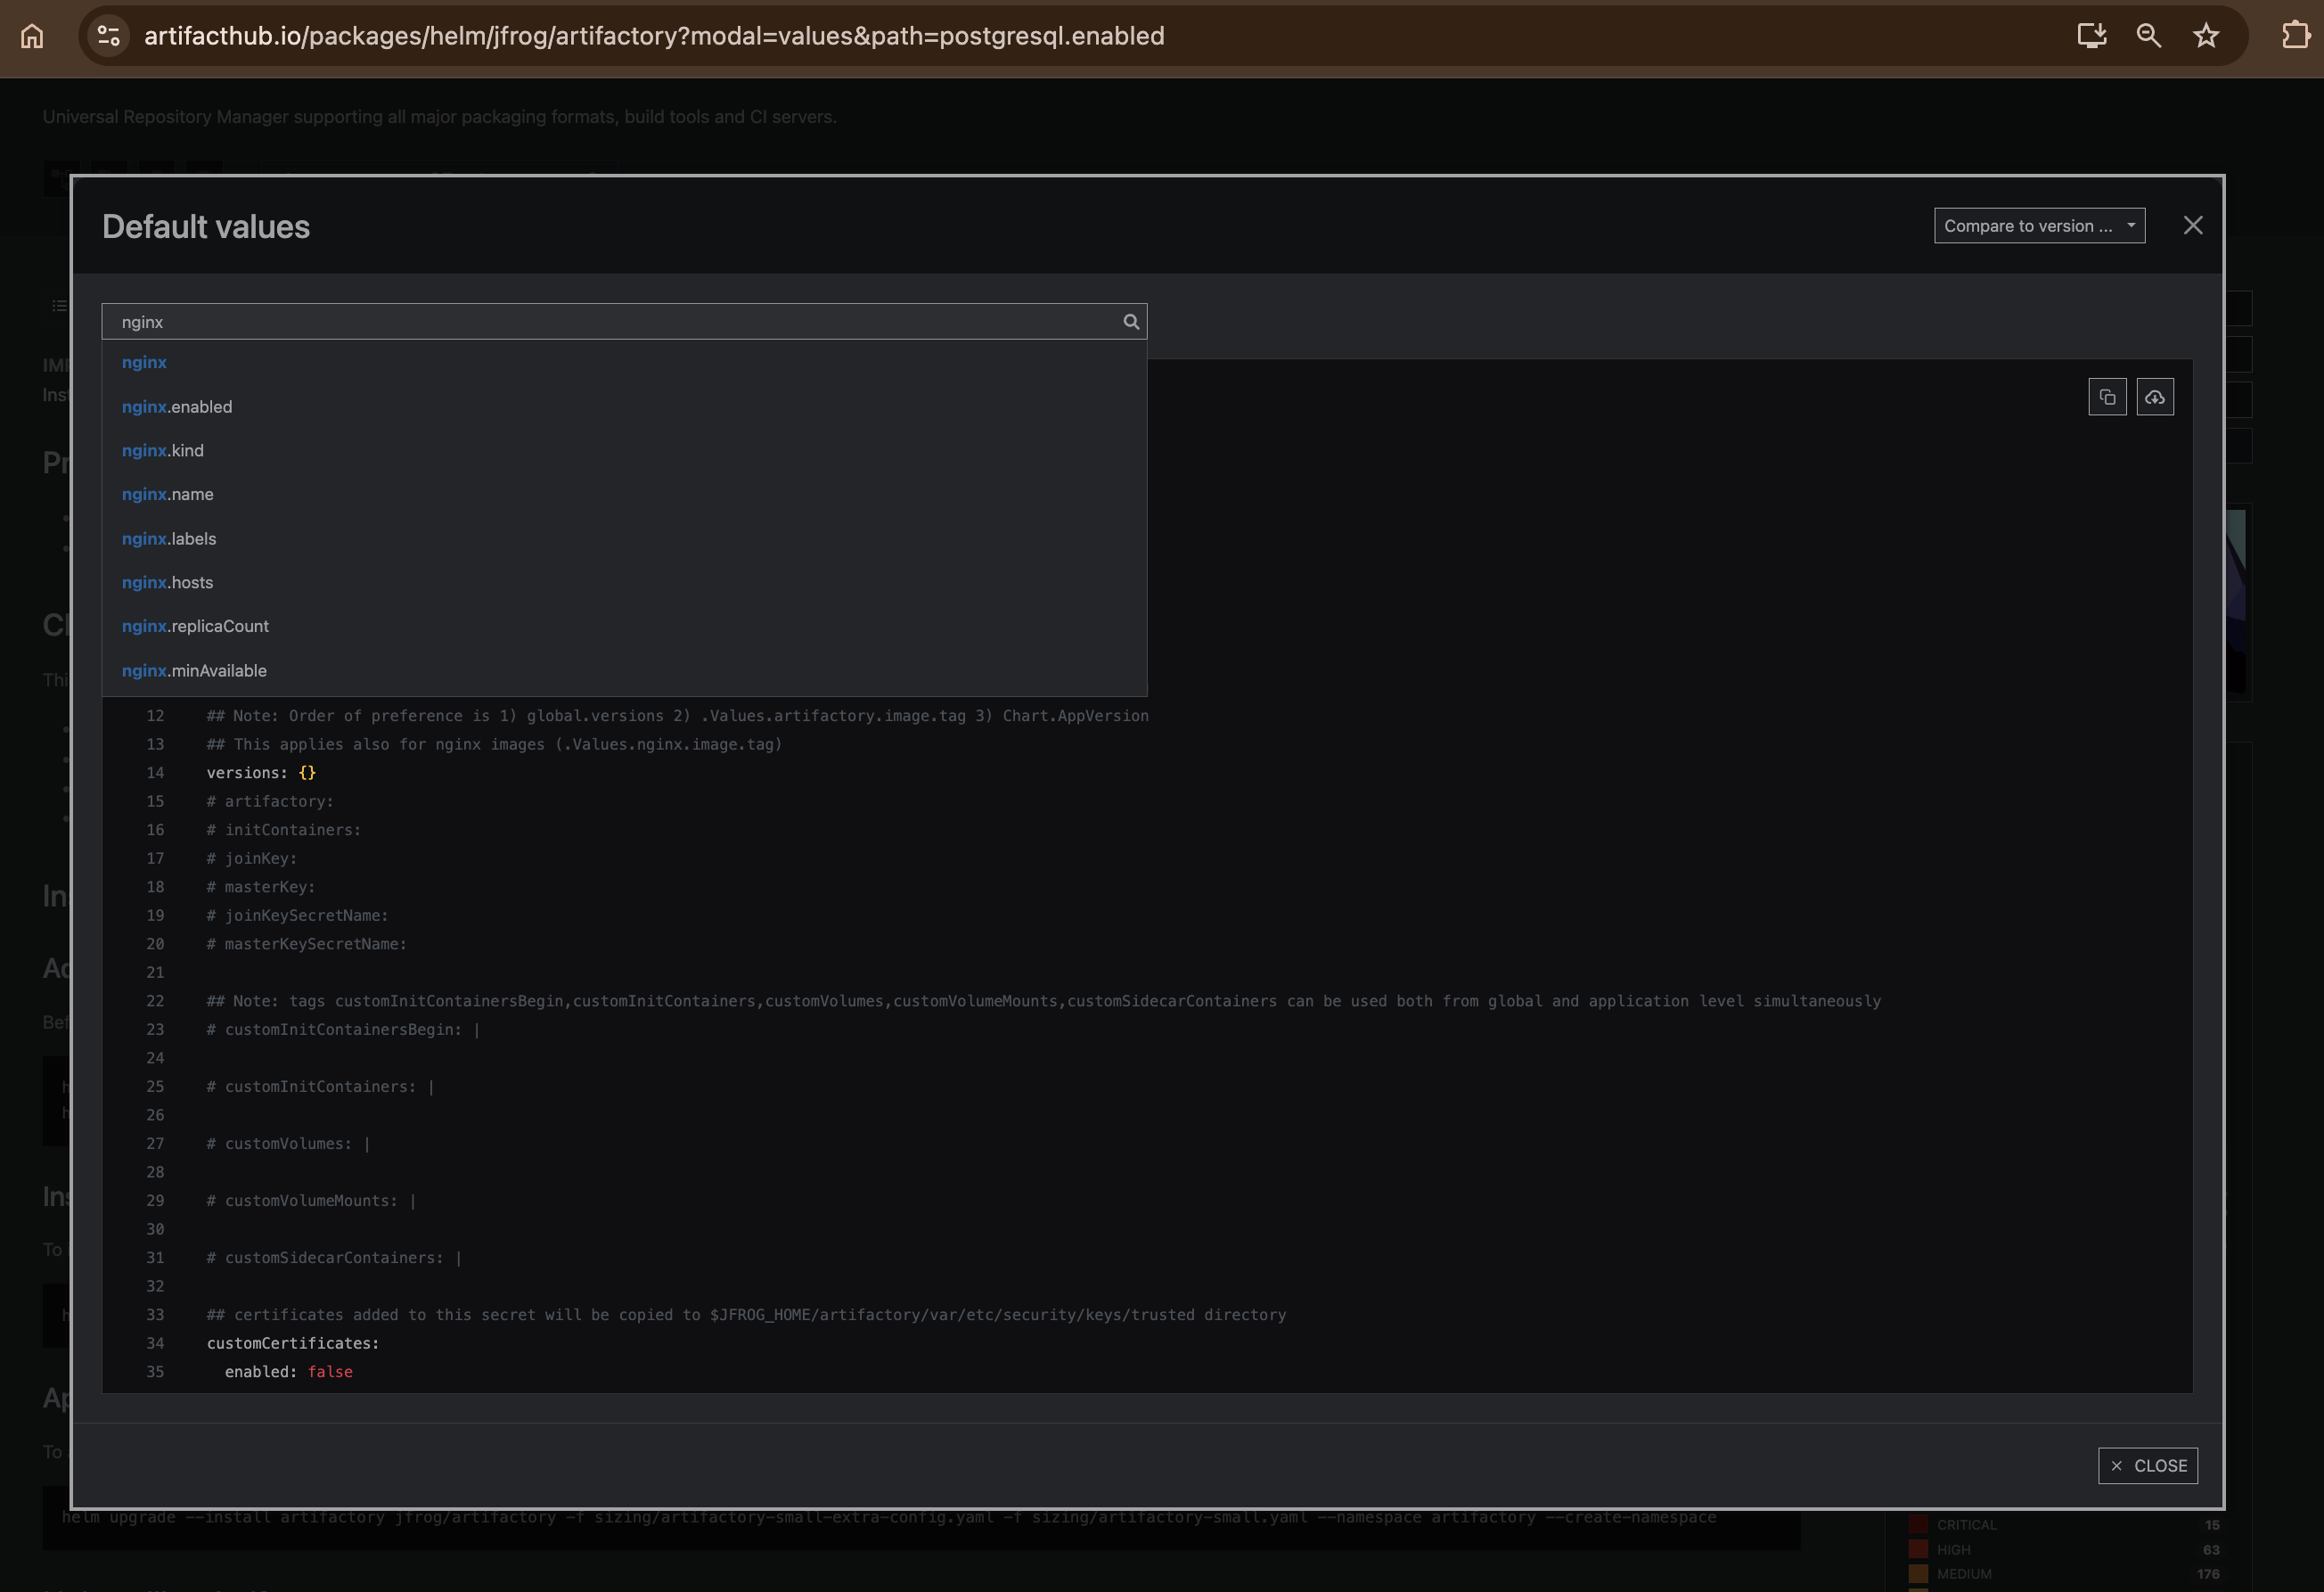 artifacthub.io/packages/helm/jfrog/artifactory?modal=values&path=postgresql.enabled
Universal Repository Manager supporting all major packaging formats, build tools and CI servers.
Default values
Compare to version ...
nginx
nginx
nginx.enabled
nginx.kind
nginx.name
nginx.labels
nginx.hosts
nginx.replicaCount
nginx.minAvailable
12 ## Note: Order of preference is 1) global.versions 2) .Values.artifactory.image.tag 3) Chart.AppVersion
13 ## This applies also for nginx images (.Values.nginx.image.tag)
14 versions: {}
15 # artifactory:
16 # initContainers:
17 # joinKey:
18 # masterKey:
19 # joinKeySecretName:
20 # masterKeySecretName:
21
22 ## Note: tags customInitContainersBegin,customInitContainers,customVolumes,customVolumeMounts,customSidecarContainers can be used both from global and application level simultaneously
23 # customInitContainersBegin: |
24
25 # customInitContainers: |
26
27 # customVolumes: |
28
29 # customVolumeMounts: |
30
31 # customSidecarContainers: |
32
33 ## certificates added to this secret will be copied to $JFROG_HOME/artifactory/var/etc/security/keys/trusted directory
34 customCertificates:
35 enabled: false
CLOSE
helm upgrade --install artifactory jfrog/artifactory -f sizing/artifactory-small-extra-config.yaml -f sizing/artifactory-small.yaml --namespace artifactory --create-namespace
CRITICAL 15
HIGH 63
MEDIUM 176